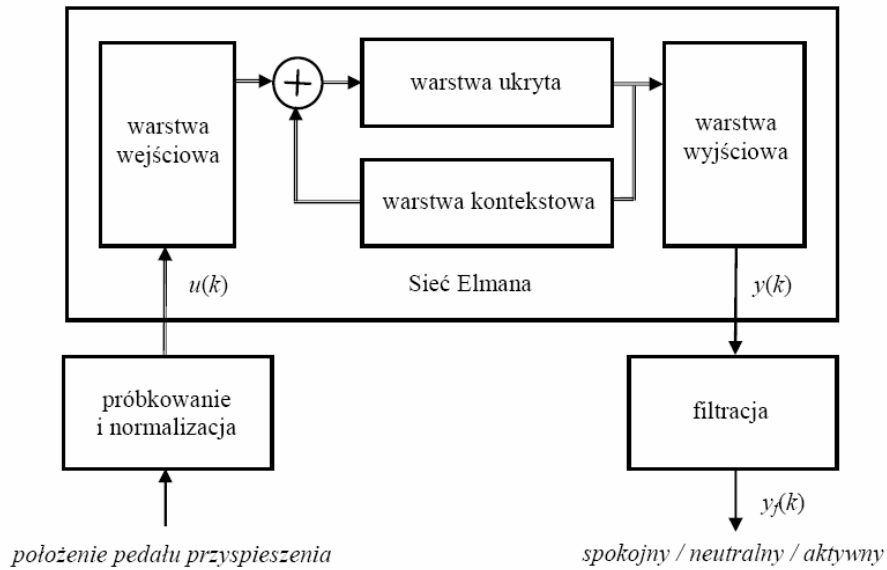 warstwa
wejściowa
+
warstwa ukryta
warstwa kontekstowa
warstwa
wyjściowa
u(k)
Sieć Elmana
y(k)
próbkowanie
i normalizacja
filtracja
y_f(k)
położenie pedału przyspieszenia
spokojny / neutralny / aktywny